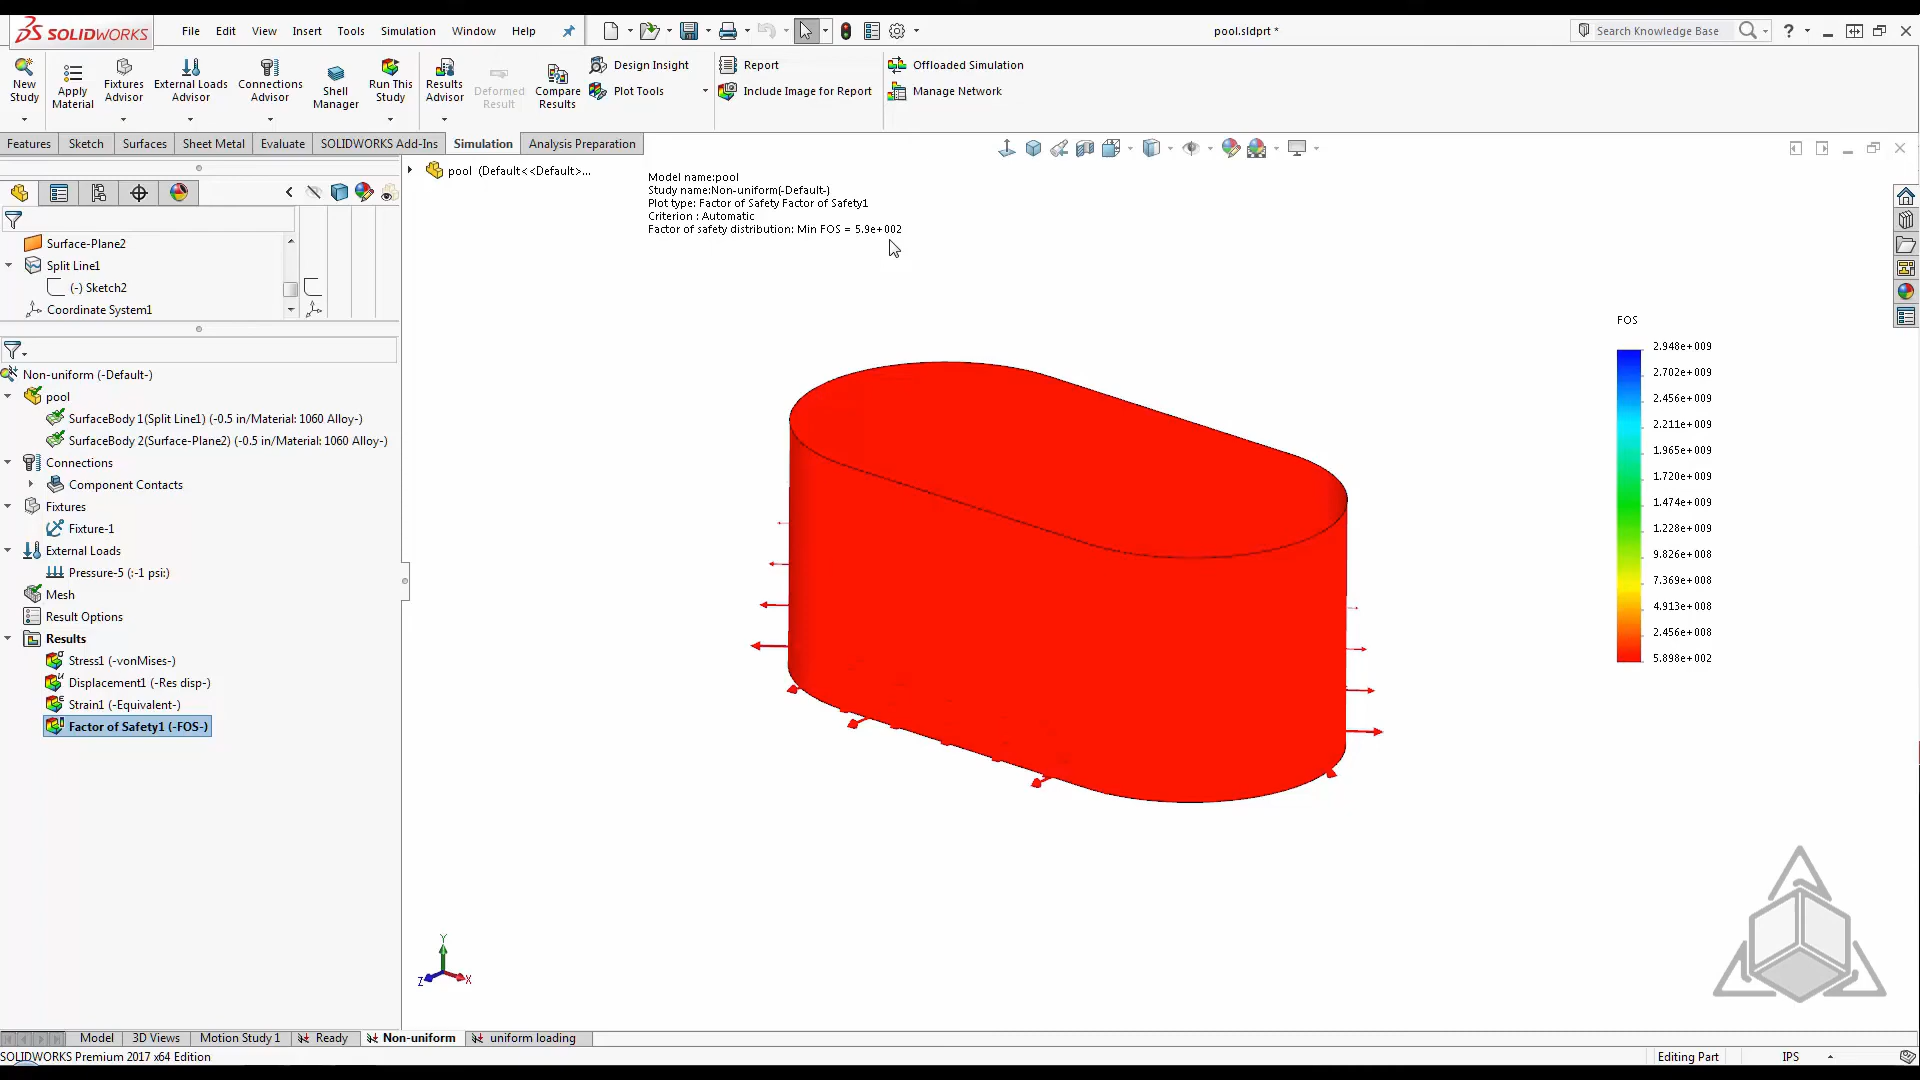 SOLIDWORKS
File Edit View Insert Tools Simulation Window Help
pool.sldprt *
Search Knowledge Base
New Study
Apply Material
Fixtures Advisor
External Loads Advisor
Connections Advisor
Shell Manager
Run This Study
Results Advisor
Deformed Result
Compare Results
Design Insight
Plot Tools
Report
Include Image for Report
Offloaded Simulation
Manage Network
Features Sketch Surfaces Sheet Metal Evaluate SOLIDWORKS Add-Ins Simulation Analysis Preparation
pool (Default<<Default>...
Model name:pool
Study name:Non-uniform(-Default-)
Plot type: Factor of Safety Factor of Safety1
Criterion : Automatic
Factor of safety distribution: Min FOS = 5.9e+002
Surface-Plane2
Split Line1
(-) Sketch2
Coordinate System1
Non-uniform (-Default-)
pool
SurfaceBody 1(Split Line1) (-0.5 in/Material: 1060 Alloy-)
SurfaceBody 2(Surface-Plane2) (-0.5 in/Material: 1060 Alloy-)
Connections
Component Contacts
Fixtures
Fixture-1
External Loads
Pressure-5 (:-1 psi:)
Mesh
Result Options
Results
Stress1 (-vonMises-)
Displacement1 (-Res disp-)
Strain1 (-Equivalent-)
Factor of Safety1 (-FOS-)
FOS
2.948e+009
2.702e+009
2.456e+009
2.211e+009
1.965e+009
1.720e+009
1.474e+009
1.228e+009
9.826e+008
7.369e+008
4.913e+008
2.456e+008
5.898e+002
Y
Z
X
Model 3D Views Motion Study 1 Ready Non-uniform uniform loading
SOLIDWORKS Premium 2017 x64 Edition
Editing Part
IPS